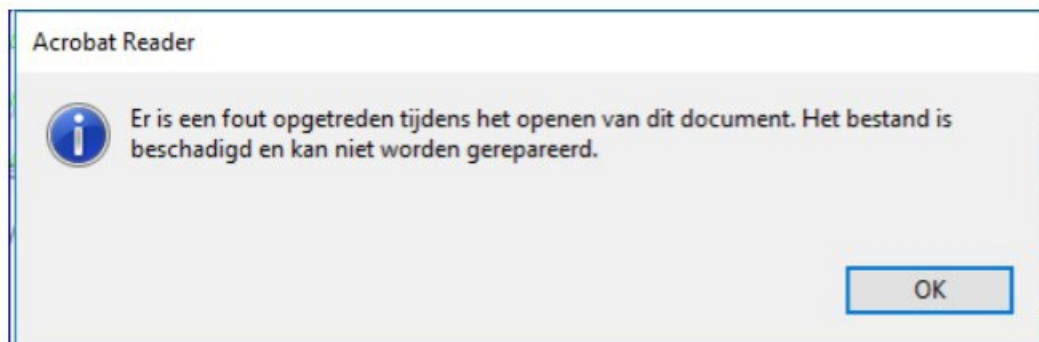 Acrobat Reader
Er is een fout opgetreden tijdens het openen van dit document. Het bestand is
beschadigd en kan niet worden gerepareerd.
OK